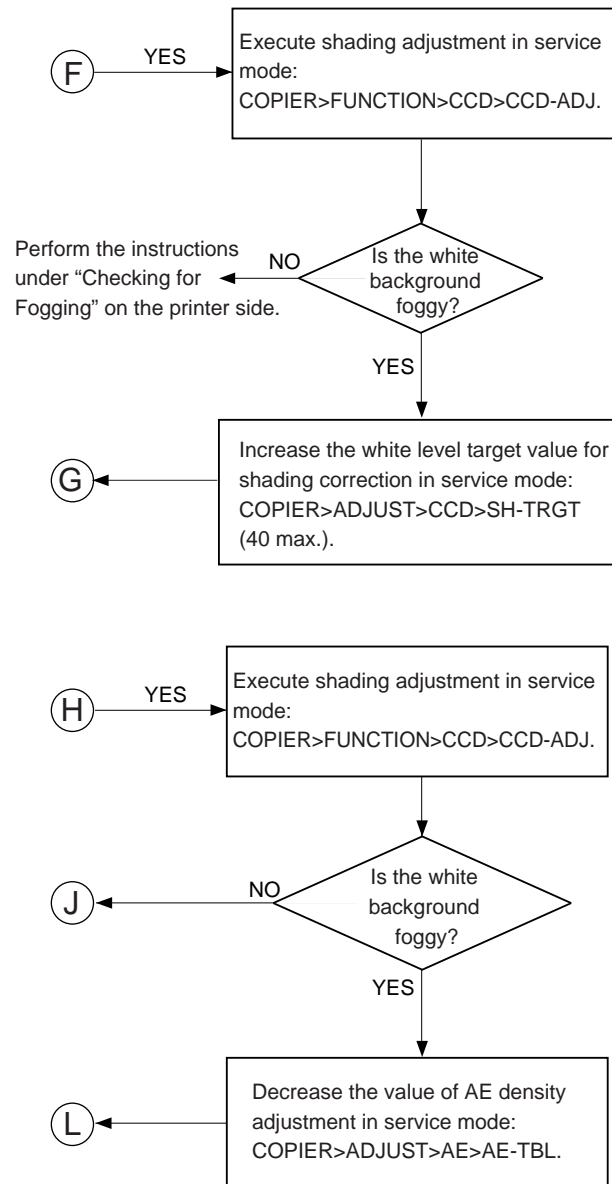 F
YES
Execute shading adjustment in service
mode:
COPIER>FUNCTION>CCD>CCD-ADJ.
Perform the instructions
under “Checking for
Fogging” on the printer side.
NO
Is the white
background
foggy?
YES
G
Increase the white level target value for
shading correction in service mode:
COPIER>ADJUST>CCD>SH-TRGT
(40 max.).
H
YES
Execute shading adjustment in service
mode:
COPIER>FUNCTION>CCD>CCD-ADJ.
J
NO
Is the white
background
foggy?
YES
L
Decrease the value of AE density
adjustment in service mode:
COPIER>ADJUST>AE>AE-TBL.